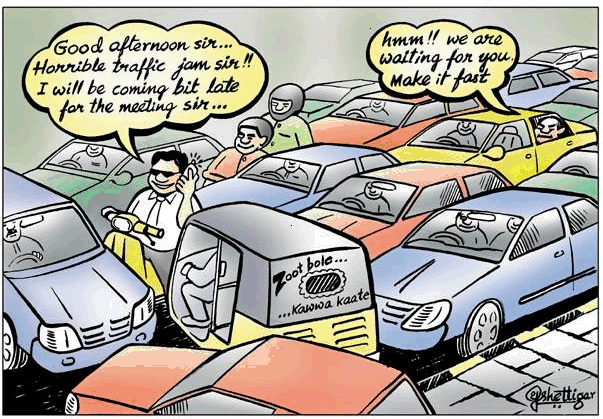 Good afternoon sir...
Horrible traffic jam sir!!
I will be coming bit late
for the meeting sir...
hmm!! we are
waiting for you.
Make it fast
Zoot bole...
...kawwa kaate